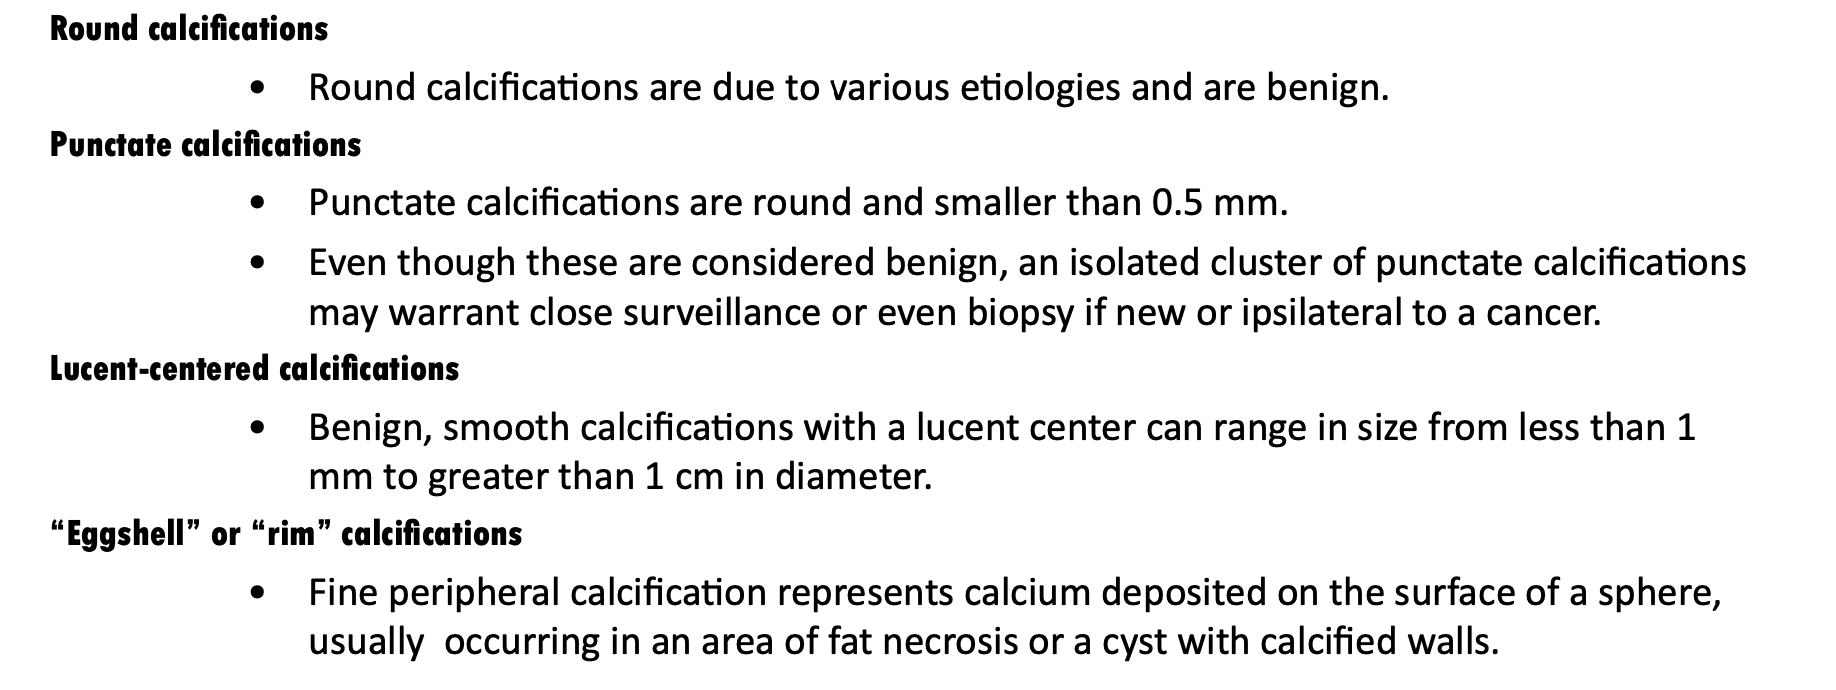 Round calcifications
• Round calcifications are due to various etiologies and are benign.
Punctate calcifications
• Punctate calcifications are round and smaller than 0.5 mm.
• Even though these are considered benign, an isolated cluster of punctate calcifications
may warrant close surveillance or even biopsy if new or ipsilateral to a cancer.
Lucent-centered calcifications
• Benign, smooth calcifications with a lucent center can range in size from less than 1
mm to greater than 1 cm in diameter.
“Eggshell” or “rim” calcifications
• Fine peripheral calcification represents calcium deposited on the surface of a sphere,
usually  occurring in an area of fat necrosis or a cyst with calcified walls.